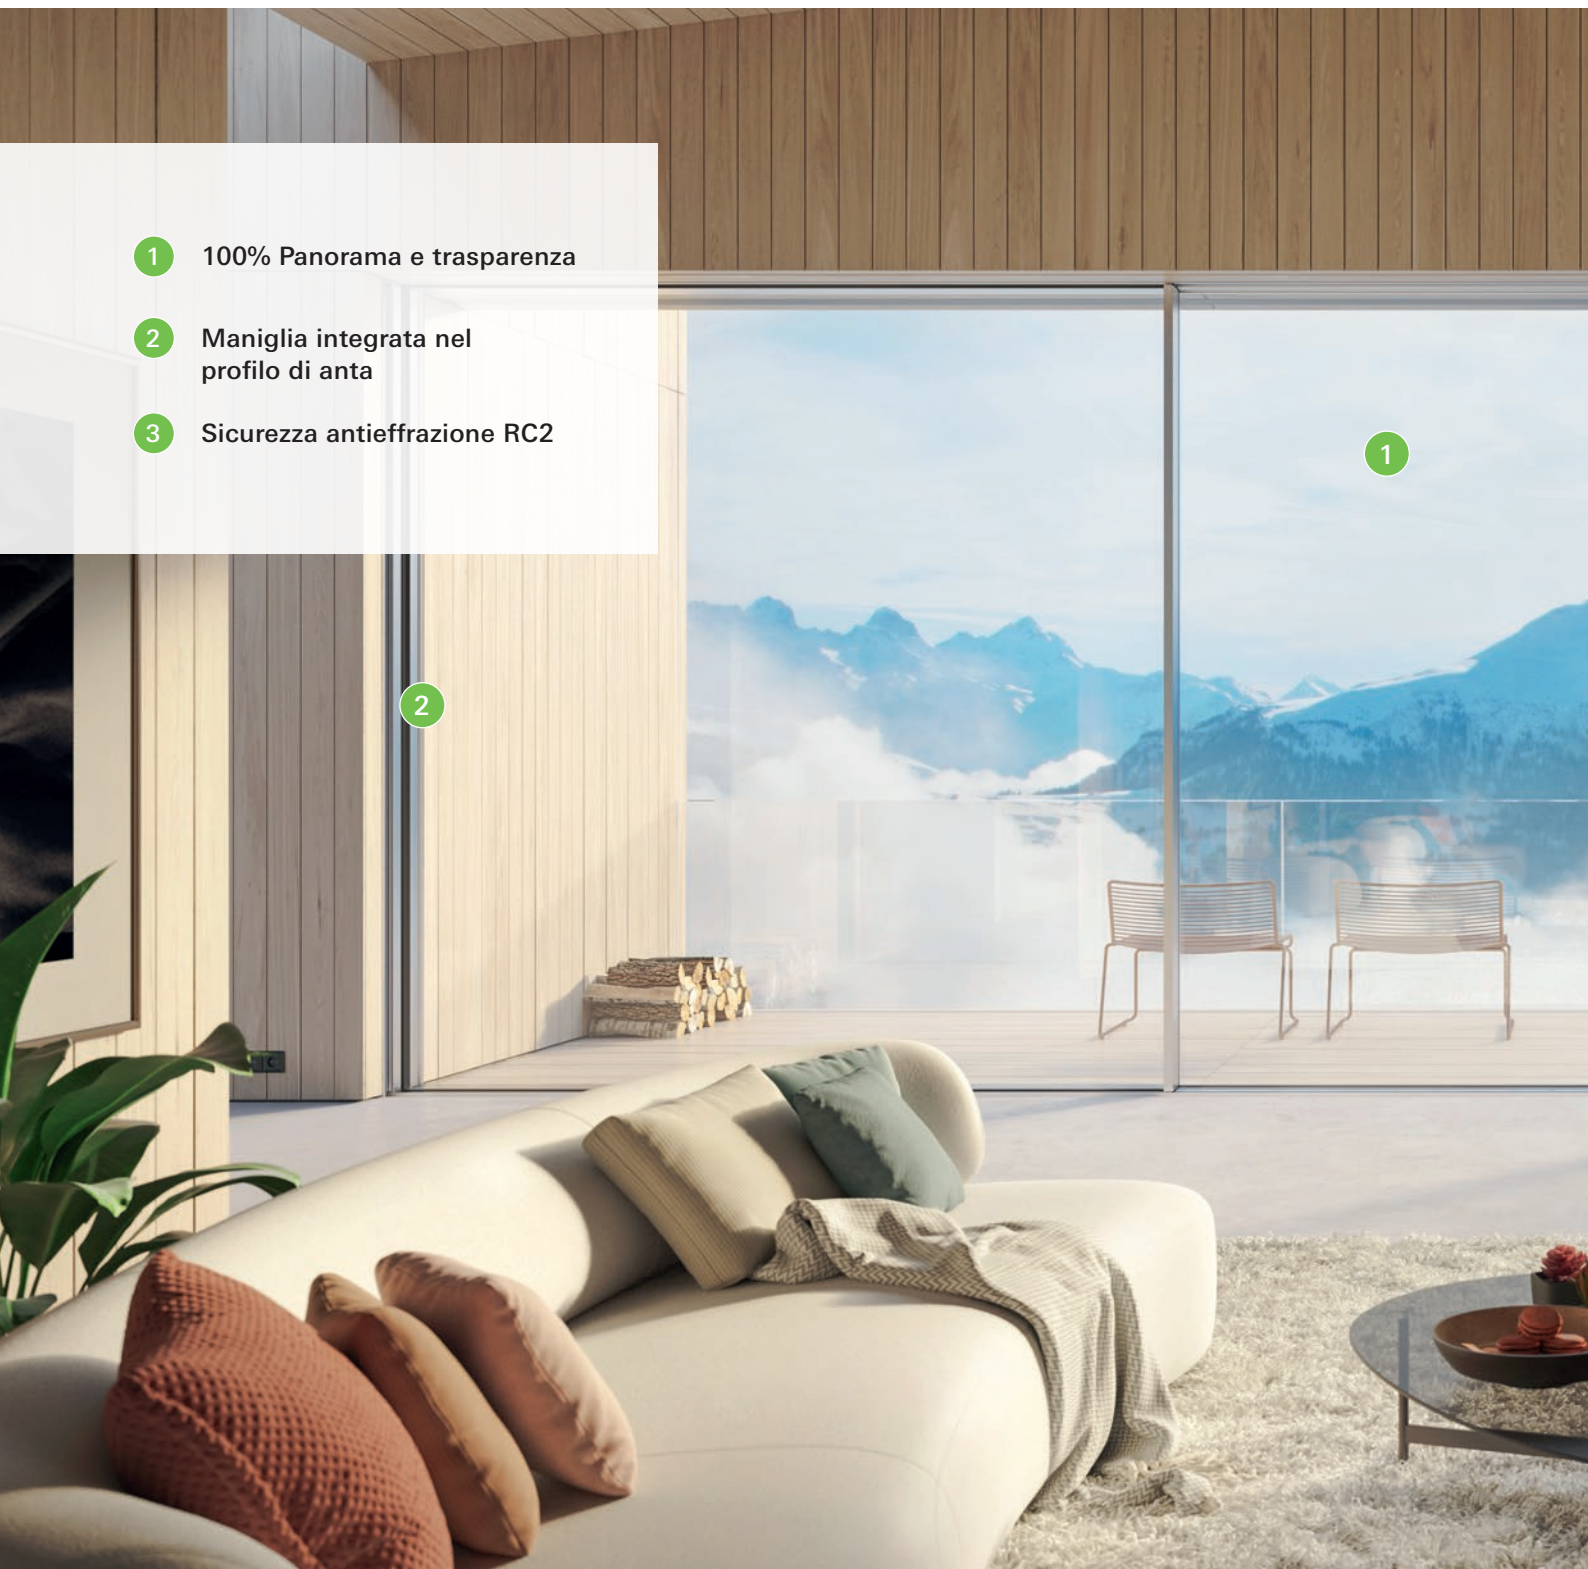 1 100% Panorama e trasparenza
2 Maniglia integrata nel
profilo di anta
3 Sicurezza antieffrazione RC2
1
2